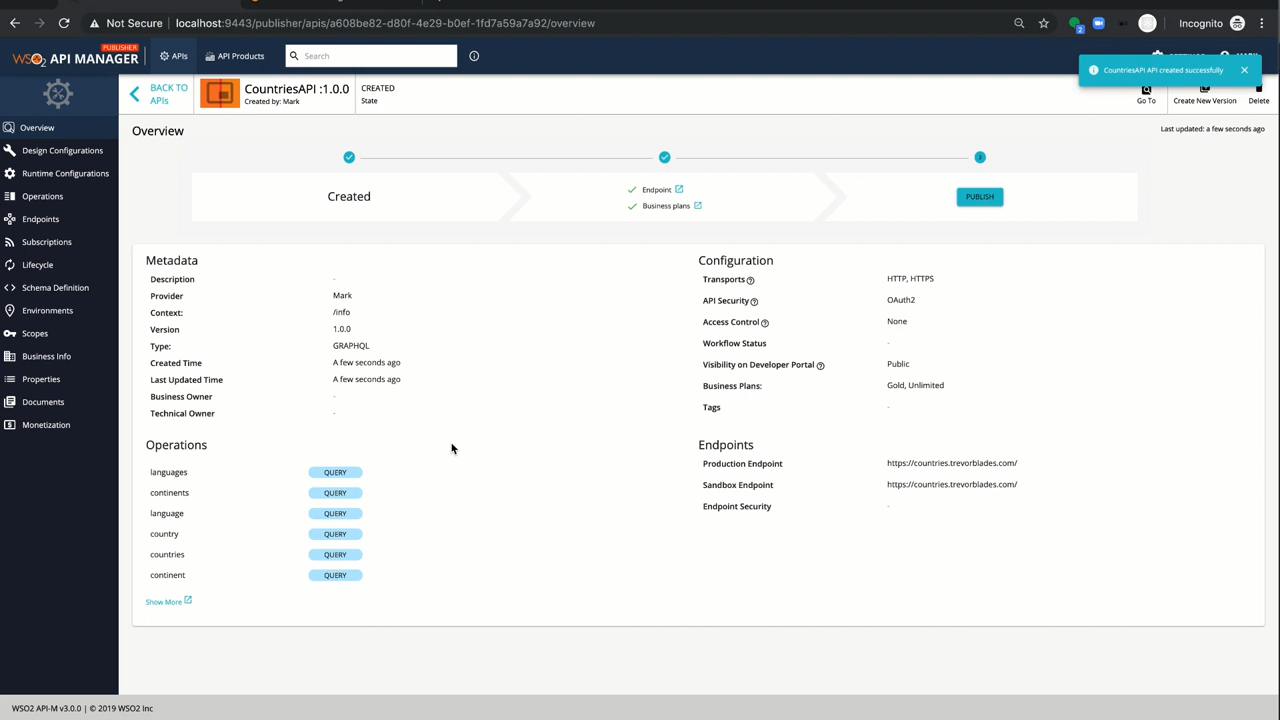 Not Secure
localhost:9443/publisher/apis/a608be82-d80f-4e29-b0ef-1fd7a59a7a92/overview
2
Incognito
PUBLISHER
WSO2 API MANAGER
APIs
API Products
Search
CountriesAPI API created successfully
BACK TO
APIs
CountriesAPI :1.0.0
Created by: Mark
CREATED
State
Go To
Create New Version
Delete
Overview
Design Configurations
Runtime Configurations
Operations
Endpoints
Subscriptions
Lifecycle
Schema Definition
Environments
Scopes
Business Info
Properties
Documents
Monetization
Overview
Last updated: a few seconds ago
3
Created
Endpoint
Business plans
PUBLISH
Metadata
Description -
Provider Mark
Context: /info
Version 1.0.0
Type: GRAPHQL
Created Time A few seconds ago
Last Updated Time A few seconds ago
Business Owner -
Technical Owner -
Configuration
Transports HTTP, HTTPS
API Security OAuth2
Access Control None
Workflow Status -
Visibility on Developer Portal Public
Business Plans: Gold, Unlimited
Tags -
Operations
languages QUERY
continents QUERY
language QUERY
country QUERY
countries QUERY
continent QUERY
Show More
Endpoints
Production Endpoint https://countries.trevorblades.com/
Sandbox Endpoint https://countries.trevorblades.com/
Endpoint Security -
WSO2 API-M v3.0.0 | © 2019 WSO2 Inc